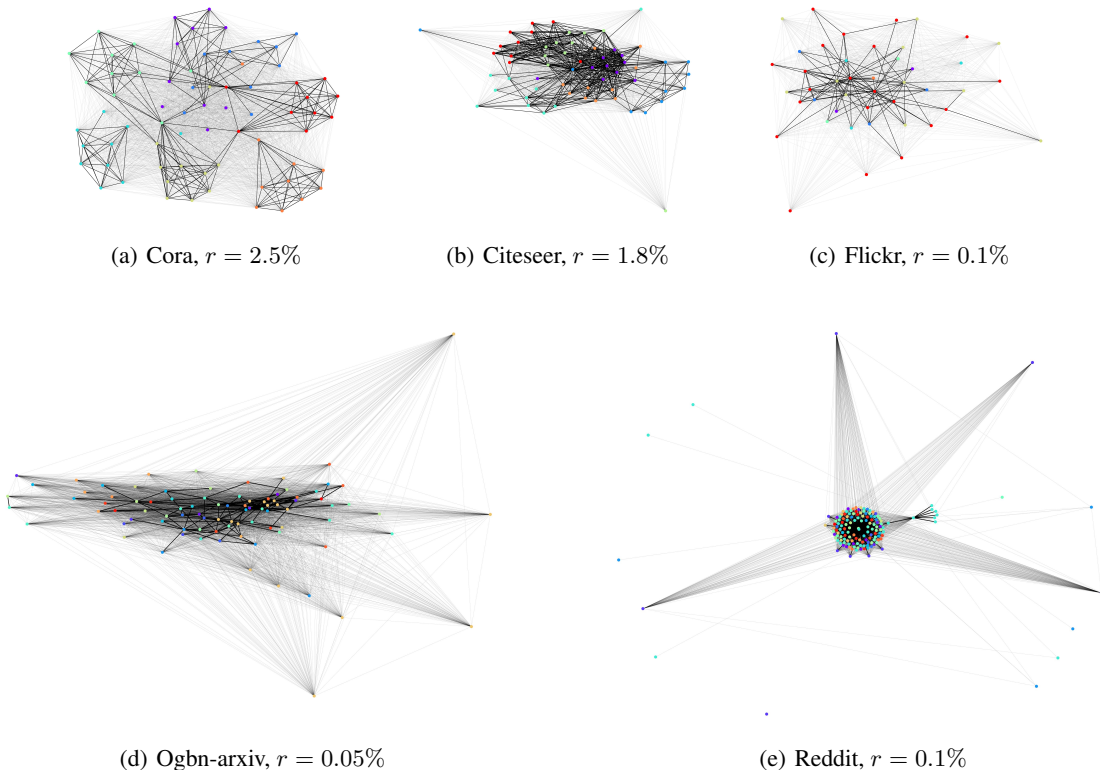 (a) Cora, r = 2.5%
(b) Citeseer, r = 1.8%
(c) Flickr, r = 0.1%
(d) Ogbn-arxiv, r = 0.05%
(e) Reddit, r = 0.1%